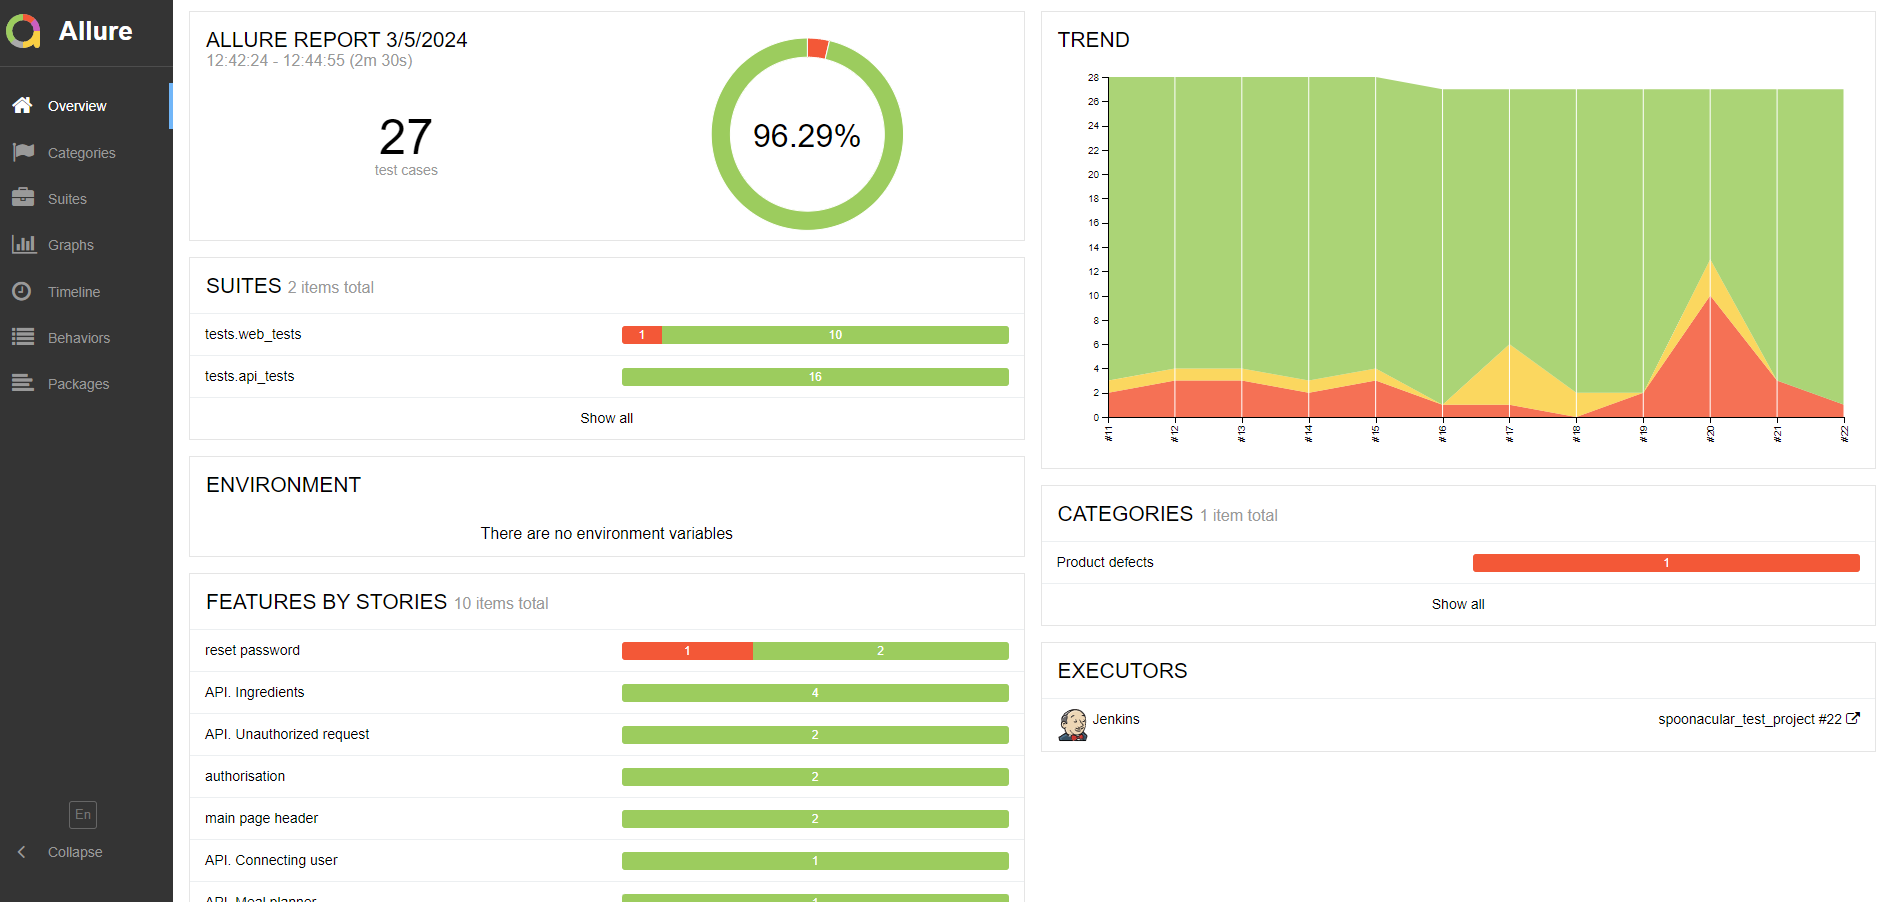 Allure
Overview
Categories
Suites
Graphs
Timeline
Behaviors
Packages
En
Collapse
ALLURE REPORT 3/5/2024
12:42:24 - 12:44:55 (2m 30s)
27
test cases
96.29%
SUITES 2 items total
tests.web_tests 1 10
tests.api_tests 16
Show all
ENVIRONMENT
There are no environment variables
FEATURES BY STORIES 10 items total
reset password 1 2
API. Ingredients 4
API. Unauthorized request 2
authorisation 2
main page header 2
API. Connecting user 1
API. Meal planner 1
TREND
28
26
24
22
20
18
16
14
12
10
8
6
4
2
0
#11 #12 #13 #14 #15 #16 #17 #18 #19 #20 #21 #22
CATEGORIES 1 item total
Product defects 1
Show all
EXECUTORS
Jenkins spoonacular_test_project #22